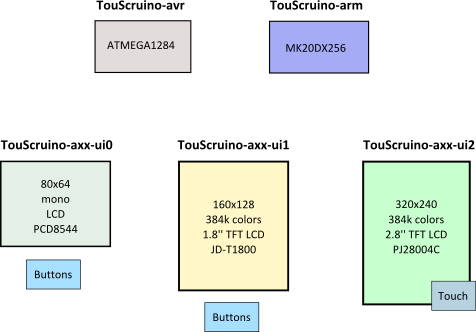 TouScruino-avr
TouScruino-arm
ATMEGA1284
MK20DX256
TouScruino-axx-ui0
TouScruino-axx-ui1
TouScruino-axx-ui2
80x64
mono
LCD
PCD8544
Buttons
160x128
384k colors
1.8" TFT LCD
JD-T1800
Buttons
320x240
384k colors
2.8" TFT LCD
PJ28004C
Touch